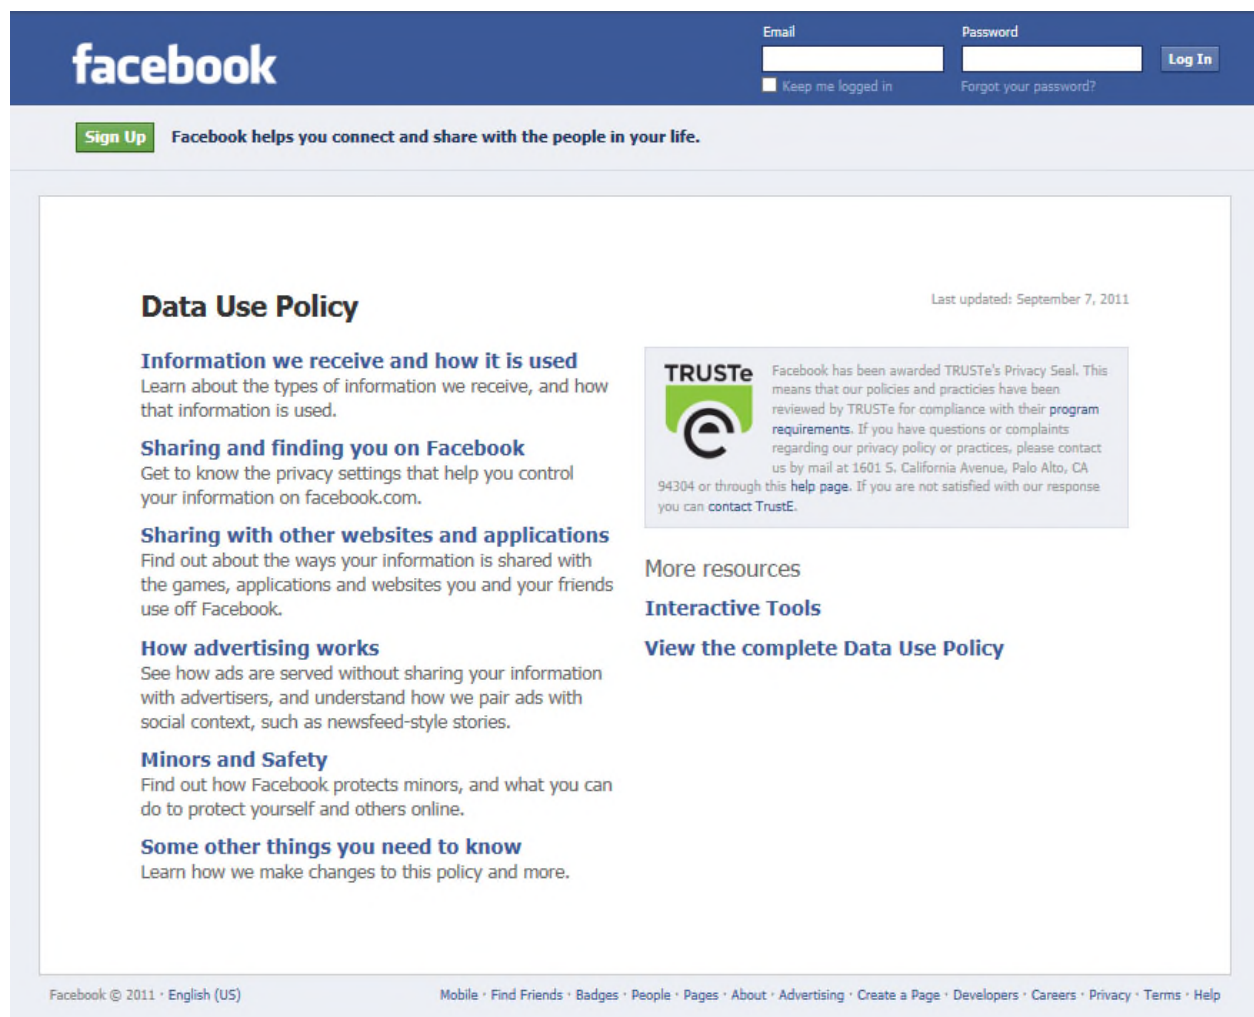 facebook
Email
Password
Log In
Keep me logged in
Forgot your password?
Sign Up
Facebook helps you connect and share with the people in your life.
Data Use Policy
Last updated: September 7, 2011
Information we receive and how it is used
Learn about the types of information we receive, and how
that information is used.
Sharing and finding you on Facebook
Get to know the privacy settings that help you control
your information on facebook.com.
Sharing with other websites and applications
Find out about the ways your information is shared with
the games, applications and websites you and your friends
use off Facebook.
How advertising works
See how ads are served without sharing your information
with advertisers, and understand how we pair ads with
social context, such as newsfeed-style stories.
Minors and Safety
Find out how Facebook protects minors, and what you can
do to protect yourself and others online.
Some other things you need to know
Learn how we make changes to this policy and more.
TRUSTe
e
Facebook has been awarded TRUSTe's Privacy Seal. This
means that our policies and practicies have been
reviewed by TRUSTe for compliance with their program
requirements. If you have questions or complaints
regarding our privacy policy or practices, please contact
us by mail at 1601 S. California Avenue, Palo Alto, CA
94304 or through this help page. If you are not satisfied with our response
you can contact TrustE.
More resources
Interactive Tools
View the complete Data Use Policy
Facebook © 2011 · English (US)
Mobile · Find Friends · Badges · People · Pages · About · Advertising · Create a Page · Developers · Careers · Privacy · Terms · Help